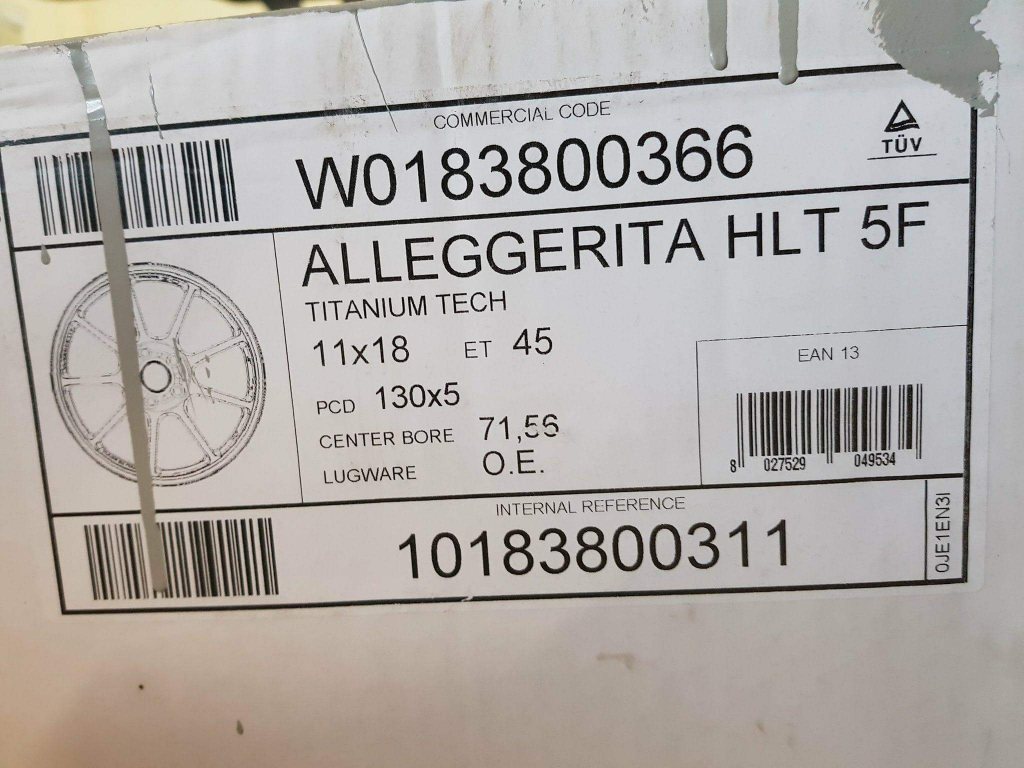 COMMERCIAL CODE
W0183800366
TÜV
ALLEGGERITA HLT 5F
TITANIUM TECH
11x18 ET 45
PCD 130x5
CENTER BORE 71,56
LUGWARE O.E.
EAN 13
8 027529 049534
INTERNAL REFERENCE
10183800311
0JE1EN3I